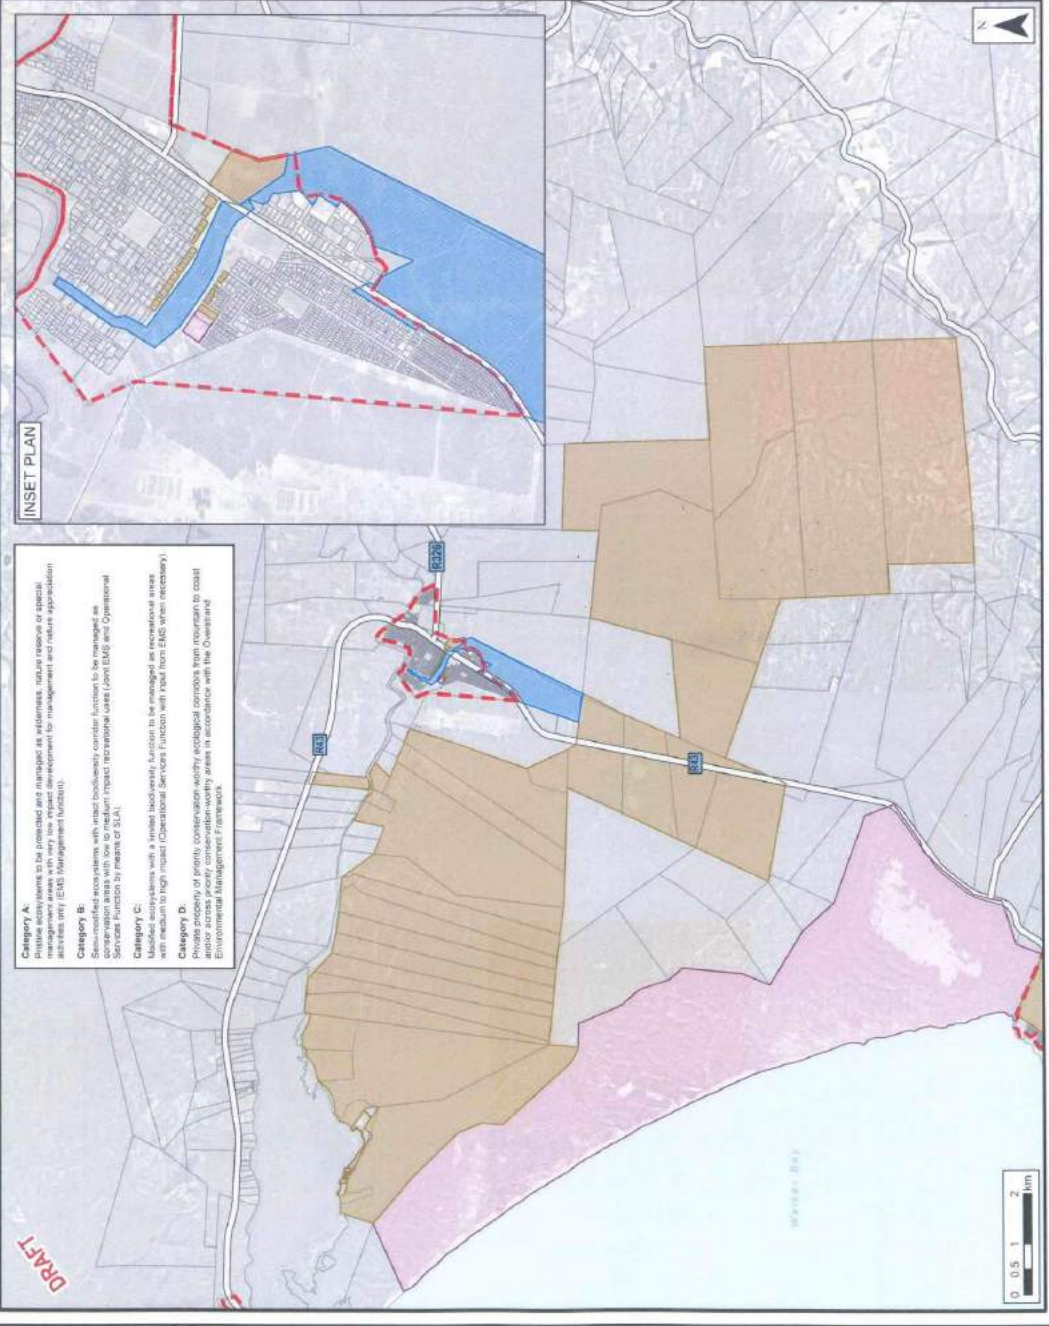 DRAFT
Category A:
Pristine ecosystems to be protected and managed as wilderness, nature reserve or special
management areas with very low impact development for management and nature appreciation
activities only (EMS Management function).
Category B:
Semi-modified ecosystems with intact biodiversity corridor function to be managed as
conservation areas with low to medium impact recreational uses (Joint EMS and Operational
Services Function by means of SLA)
Category C:
Modified ecosystems with a limited biodiversity function to be managed as recreational areas
with medium to high impact (Operational Services Function with input from EMS when necessary)
Category D:
Private property of priority conservation-worthy ecological corridors from mountain to coast
and/or across priority conservation-worthy areas in accordance with the Overstrand
Environmental Management Framework.
INSET PLAN
N
R43
R326
R43
Walker Bay
0 0.5 1 2
km